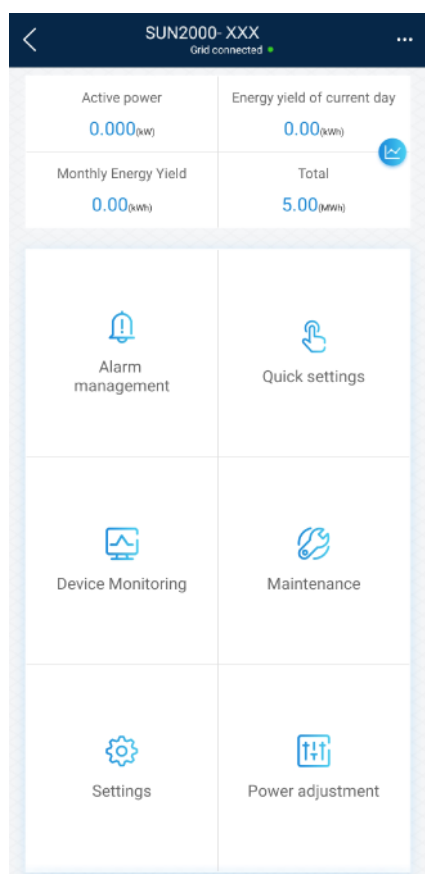 SUN2000- XXX
Grid connected
Active power
0.000(kW)
Energy yield of current day
0.00(kWh)
Monthly Energy Yield
0.00(kWh)
Total
5.00(MWh)
Alarm
management
Quick settings
Device Monitoring
Maintenance
Settings
Power adjustment